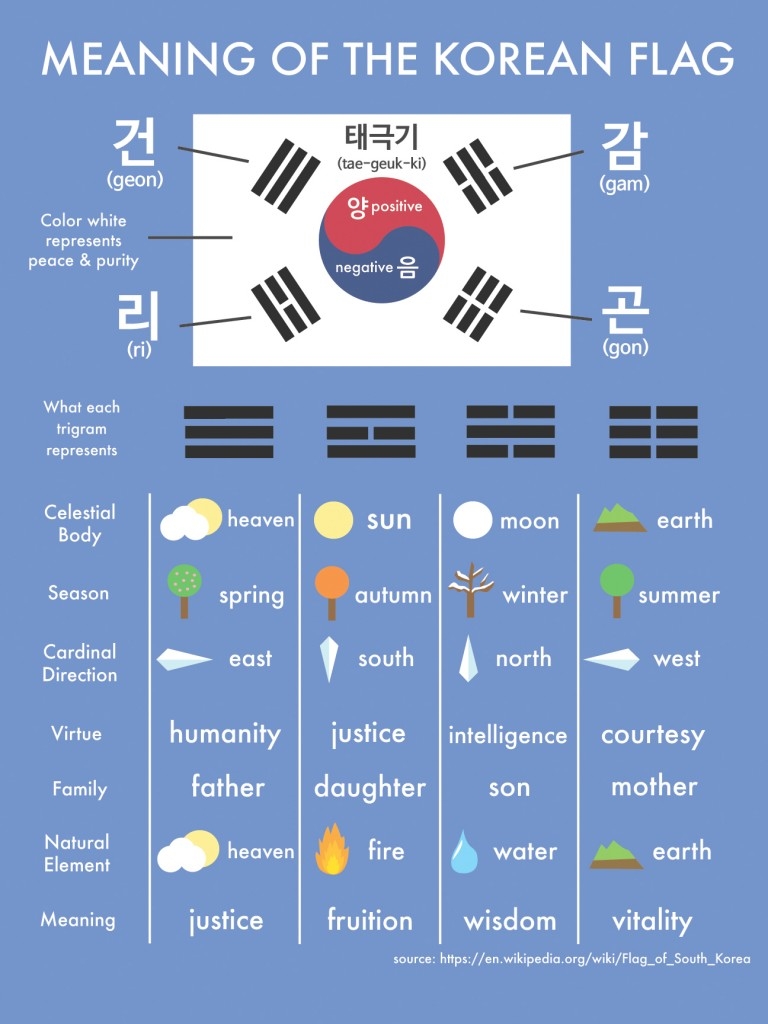 MEANING OF THE KOREAN FLAG
건
(geon)
태극기
(tae-geuk-ki)
감
(gam)
양 positive
negative 음
Color white
represents
peace & purity
리
(ri)
곤
(gon)
What each
trigram
represents
Celestial
Body
heaven
sun
moon
earth
Season
spring
autumn
winter
summer
Cardinal
Direction
east
south
north
west
Virtue
humanity
justice
intelligence
courtesy
Family
father
daughter
son
mother
Natural
Element
heaven
fire
water
earth
Meaning
justice
fruition
wisdom
vitality
source: https://en.wikipedia.org/wiki/Flag_of_South_Korea